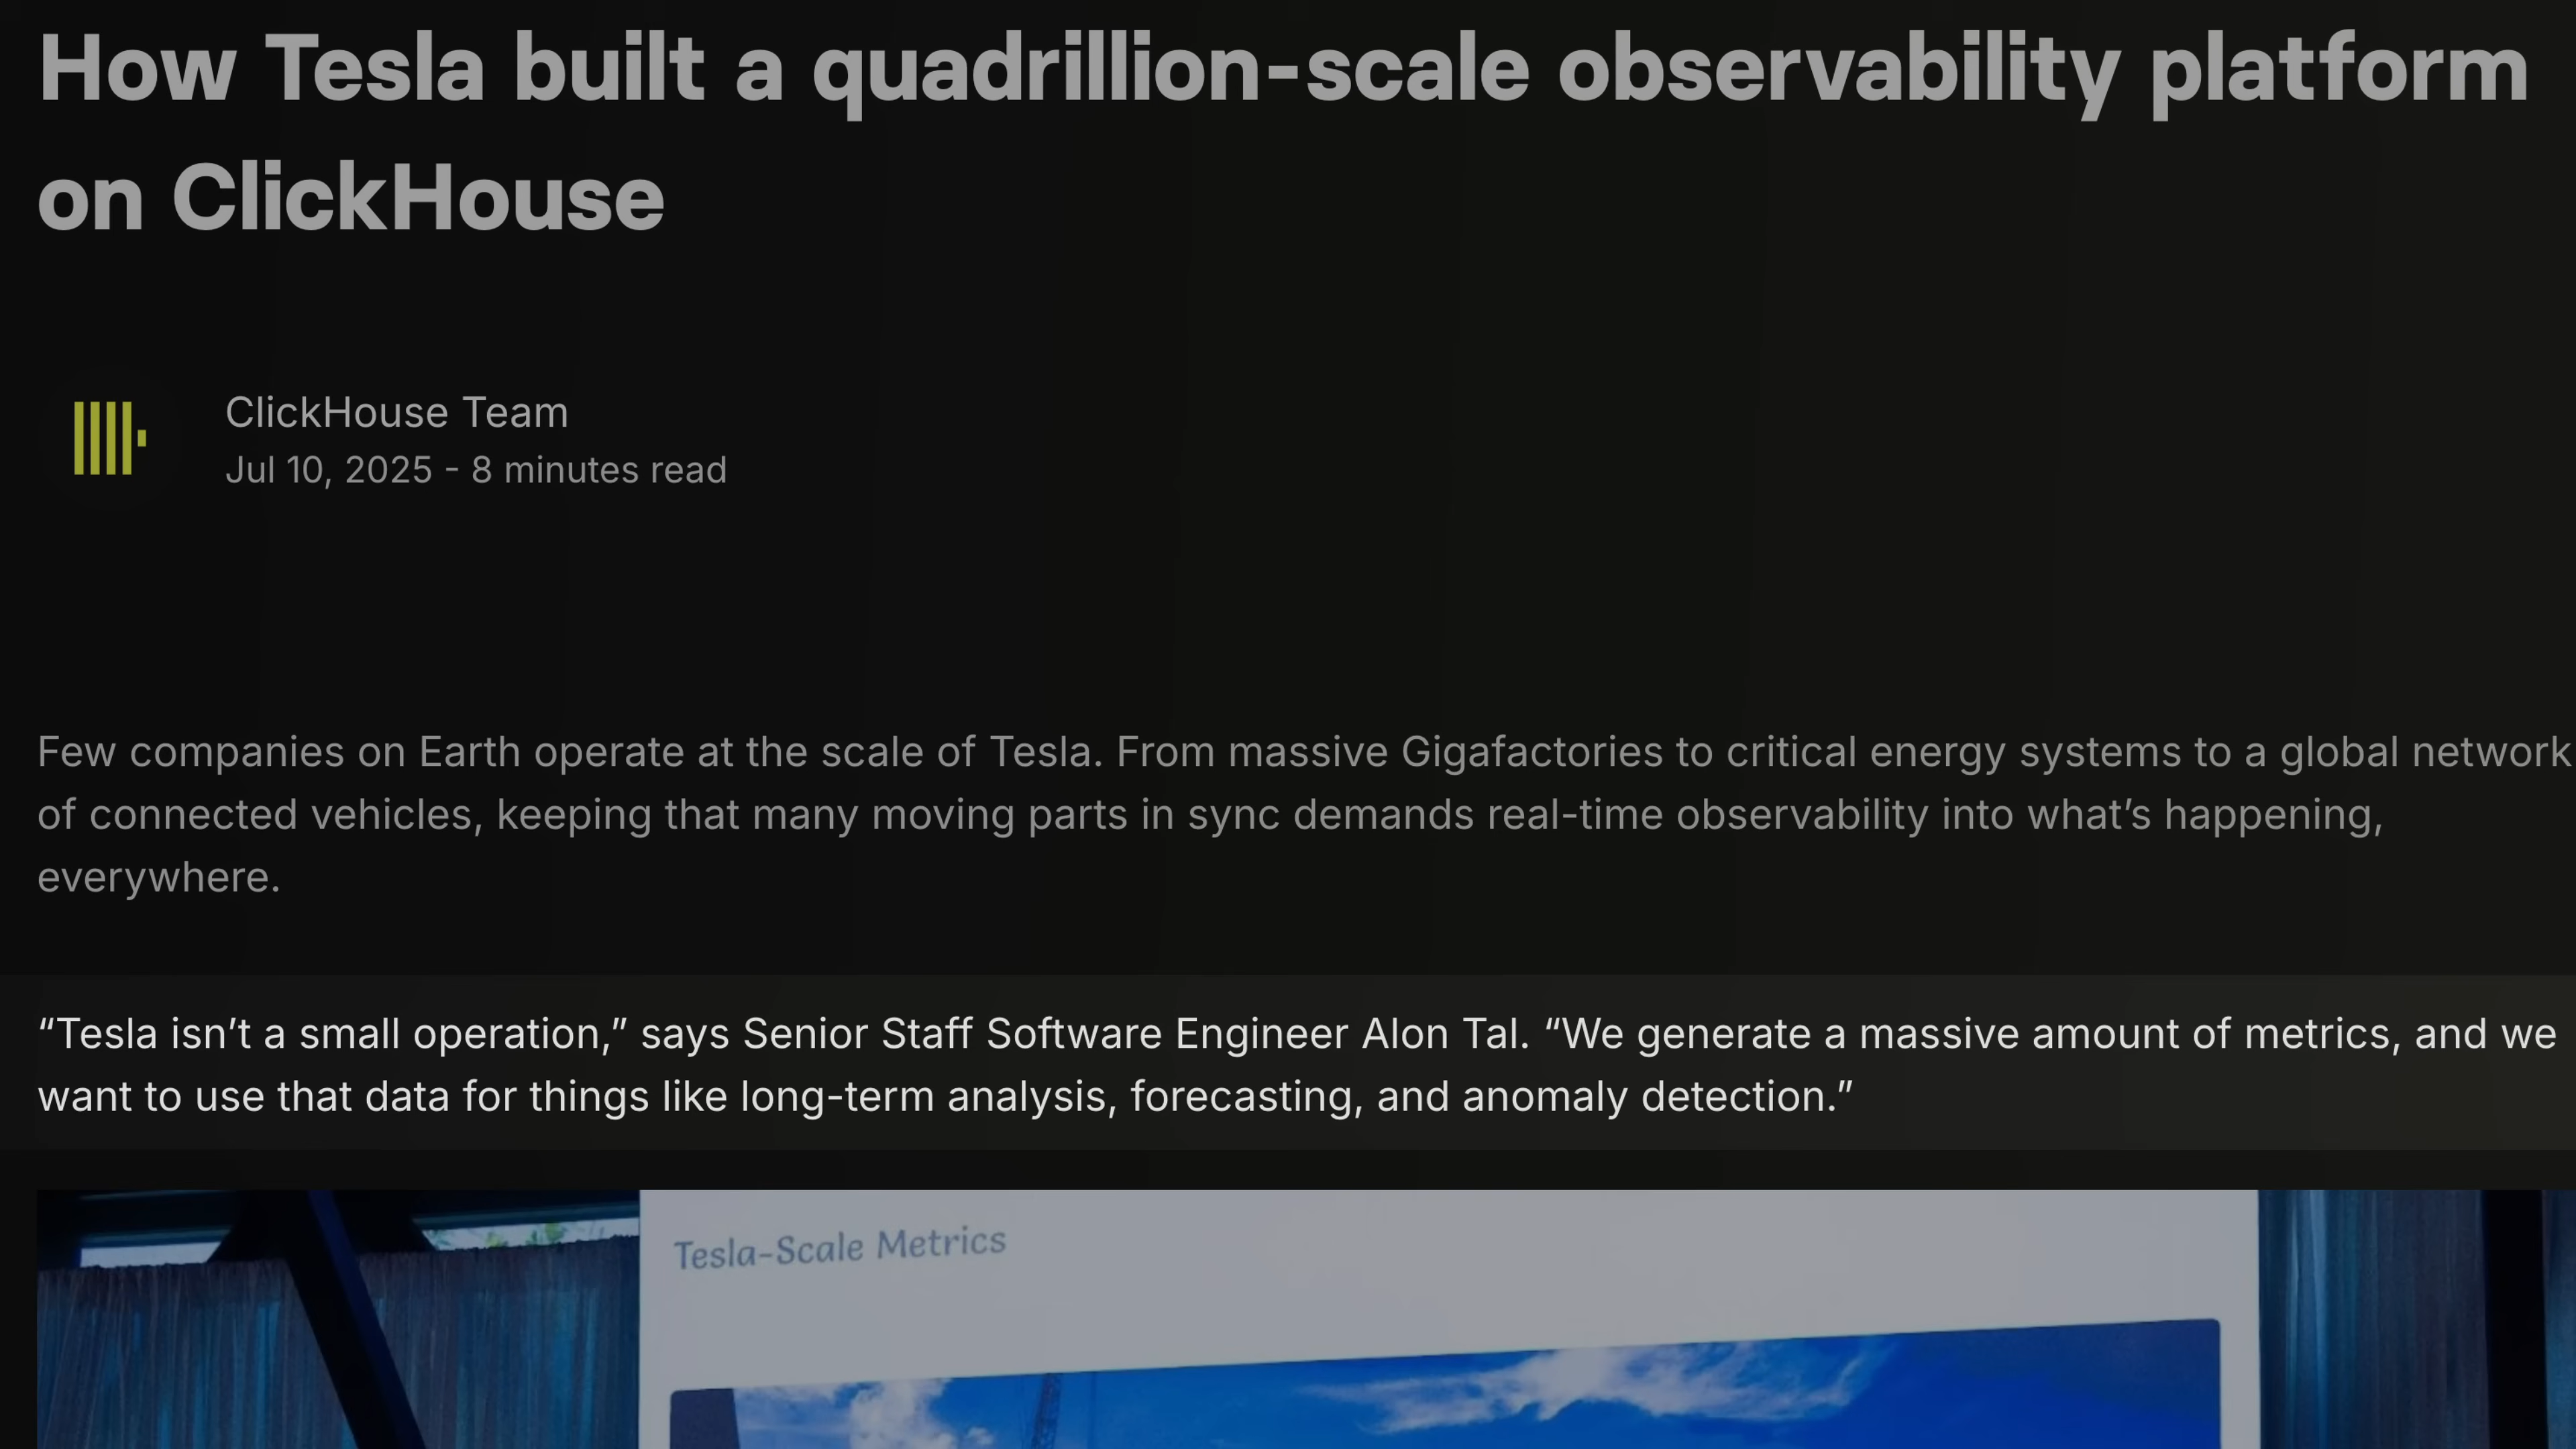 How Tesla built a quadrillion-scale observability platform
on ClickHouse
ClickHouse Team
Jul 10, 2025 - 8 minutes read
Few companies on Earth operate at the scale of Tesla. From massive Gigafactories to critical energy systems to a global network
of connected vehicles, keeping that many moving parts in sync demands real-time observability into what’s happening,
everywhere.
“Tesla isn’t a small operation,” says Senior Staff Software Engineer Alon Tal. “We generate a massive amount of metrics, and we
want to use that data for things like long-term analysis, forecasting, and anomaly detection.”
Tesla-Scale Metrics